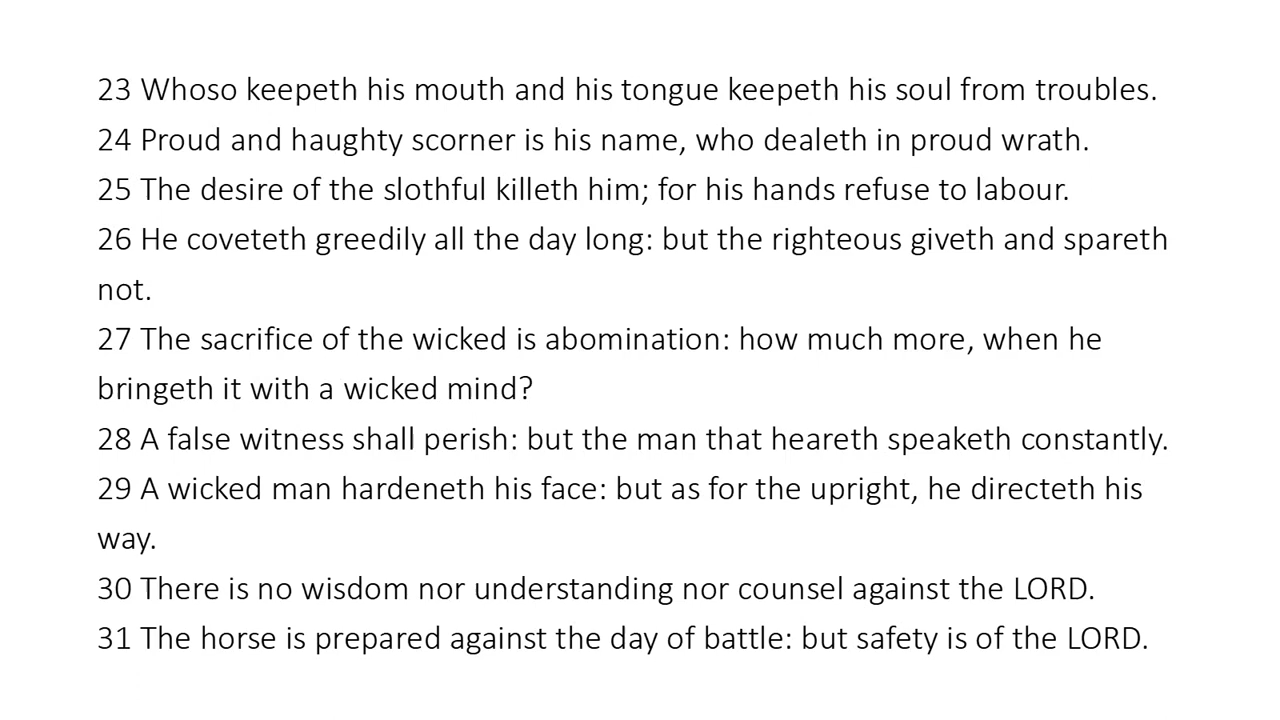 23 Whoso keepeth his mouth and his tongue keepeth his soul from troubles.
24 Proud and haughty scorner is his name, who dealeth in proud wrath.
25 The desire of the slothful killeth him; for his hands refuse to labour.
26 He coveteth greedily all the day long: but the righteous giveth and spareth
not.
27 The sacrifice of the wicked is abomination: how much more, when he
bringeth it with a wicked mind?
28 A false witness shall perish: but the man that heareth speaketh constantly.
29 A wicked man hardeneth his face: but as for the upright, he directeth his
way.
30 There is no wisdom nor understanding nor counsel against the LORD.
31 The horse is prepared against the day of battle: but safety is of the LORD.